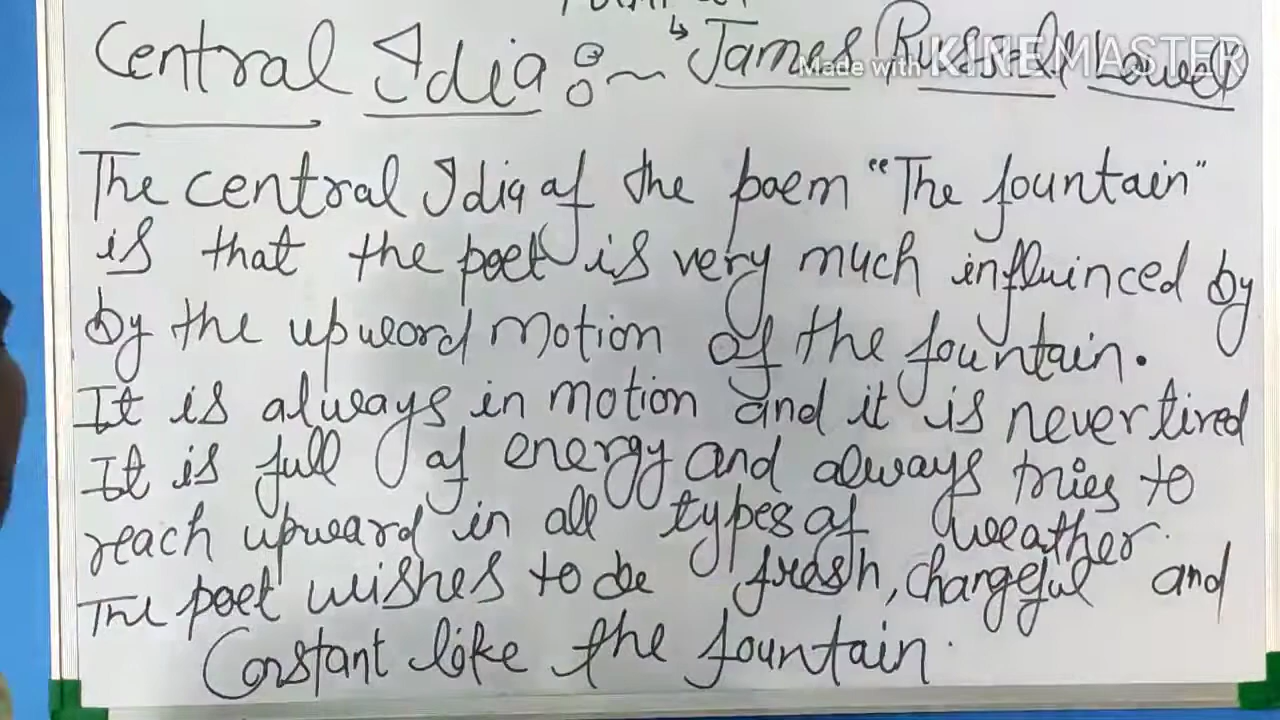 Central Idia :~ ↳ James Russell Lowell
Made with KINEMASTER
The central Idia of the poem "The fountain"
is that the poet is very much influinced by
by the upword motion of the fountain.
It is always in motion and it is never tired
It is full of energy and always tries to
reach upward in all types of weather.
The poet wishes to be fresh, changeful and
Constant like the fountain.